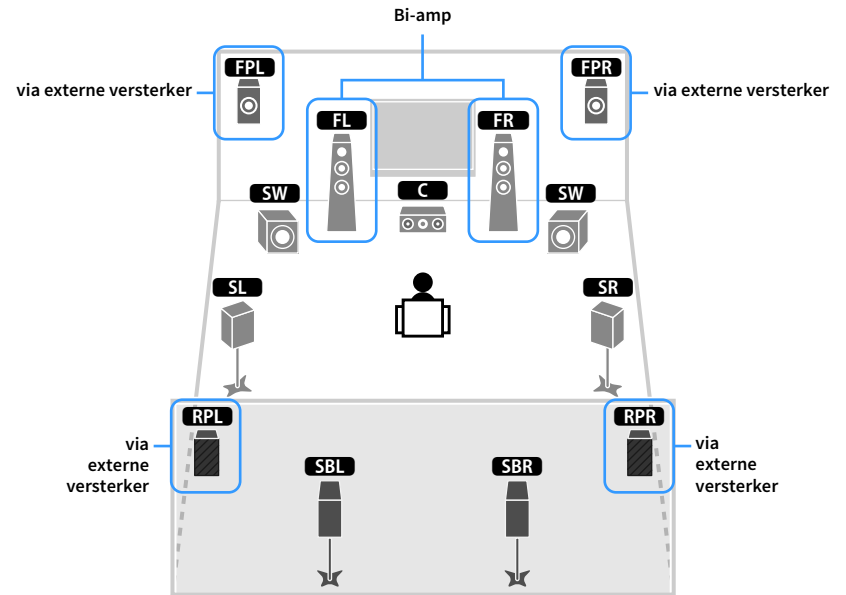 Bi-amp
FPL
FPR
via externe versterker
via externe versterker
FL
FR
SW
C
SW
SL
SR
RPL
RPR
via
externe
versterker
via
externe
versterker
SBL
SBR